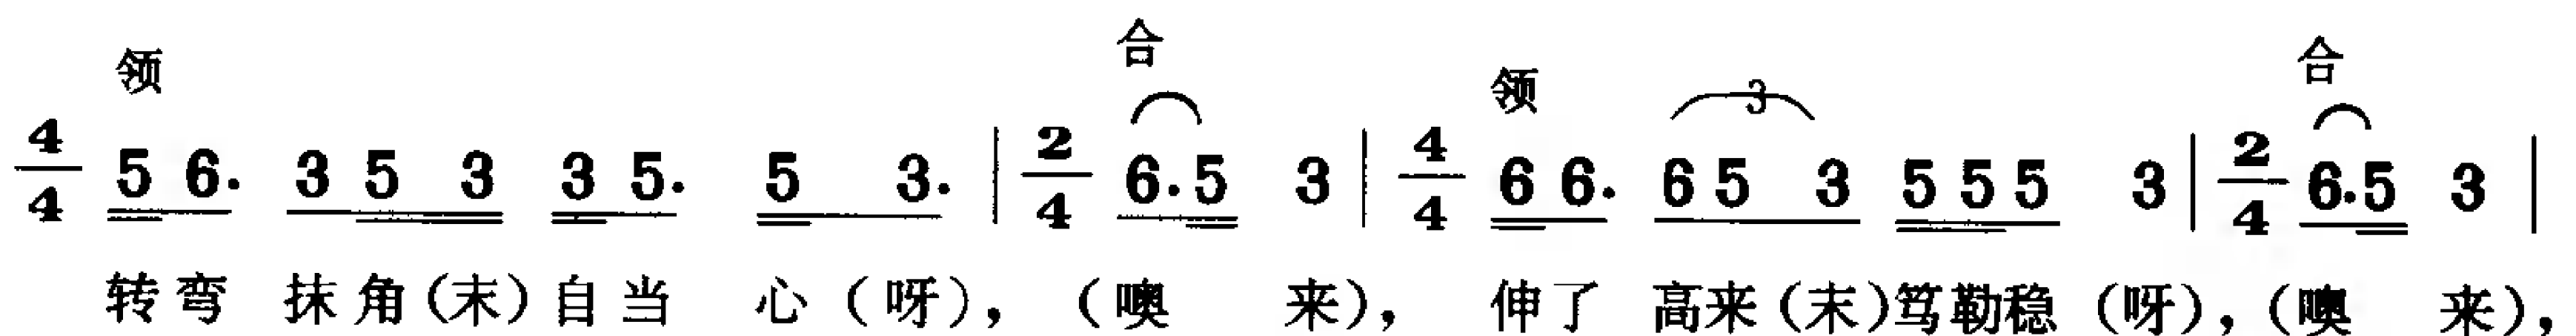 领 合 领 3 合
4/4 5 6. 3 5 3 3 5. 5 3. | 2/4 6.5 3 | 4/4 6 6. 6 5 3 5 5 5 3 | 2/4 6.5 3 |
转弯 抹角(末)自当 心(呀),(噢 来), 伸了 高来(末)笃勒稳(呀),(噢 来),